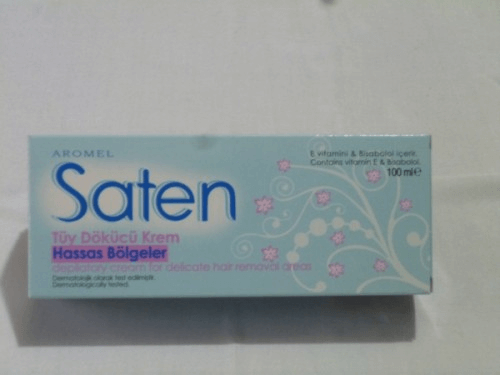 AROMEL
Saten
Tüy Dökücü Krem
Hassas Bölgeler
depilatory cream for delicate hair removal areas
Dermatolojik olarak test edilmiştir.
Dermatologically tested.
E vitamini & Bisabolol içerir.
Contains vitamin E & Bisabolol.
100 ml e